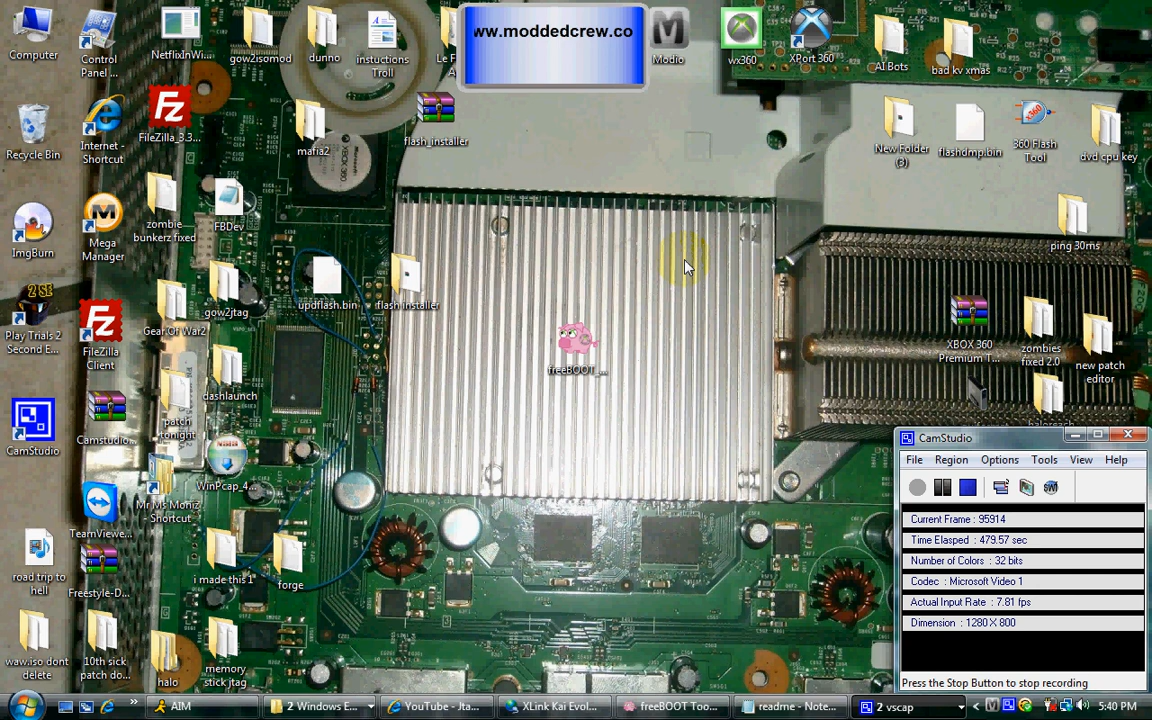 ww.moddedcrew.co
Computer
Control
Panel ...
NetflixInWi...
gow2isomod
dunno
instuctions
Troll
Le F
A
Modio
wx360
XPort 360
AI Bots
bad kv xmas
Recycle Bin
Internet -
Shortcut
FileZilla_3.3...
mafia2
flash_installer
New Folder
(3)
flashdmp.bin
360 Flash
Tool
dvd cpu key
ImgBurn
Mega
Manager
zombie
bunkerz fixed
FBDev
ping 30ms
gow2jtag
updflash.bin
flash installer
Play Trials 2
Second E...
FileZilla
Client
Gear Of War2
freeBOOT_...
XBOX 360
Premium T...
zombies
fixed 2.0
new patch
editor
dashlaunch
haloreach
CamStudio
Camstudio...
patch
tonight
WinPcap_4...
Mr Ms Moniz
- Shortcut
TeamViewe...
road trip to
hell
Freestyle-D...
i made this 1
forge
waw.iso dont
delete
10th sick
patch do...
halo
memory
stick jtag
CamStudio
File Region Options Tools View Help
Current Frame : 95914
Time Elasped : 479.57 sec
Number of Colors : 32 bits
Codec : Microsoft Video 1
Actual Input Rate : 7.81 fps
Dimension : 1280 X 800
Press the Stop Button to stop recording
AIM
2 Windows E...
YouTube - Jta...
XLink Kai Evol...
freeBOOT Too...
readme - Note...
2 vscap
5:40 PM